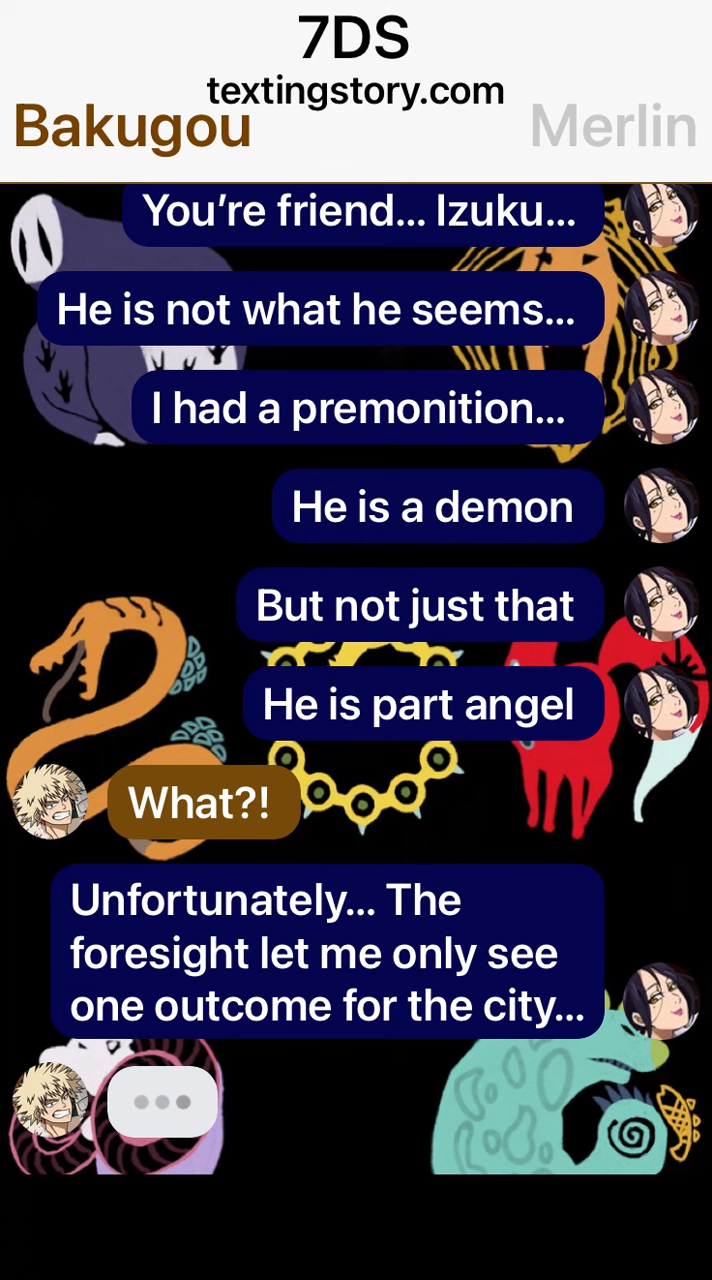 7DS
textingstory.com
Bakugou
Merlin
You’re friend... Izuku...
He is not what he seems...
I had a premonition...
He is a demon
But not just that
He is part angel
What?!
Unfortunately... The
foresight let me only see
one outcome for the city...